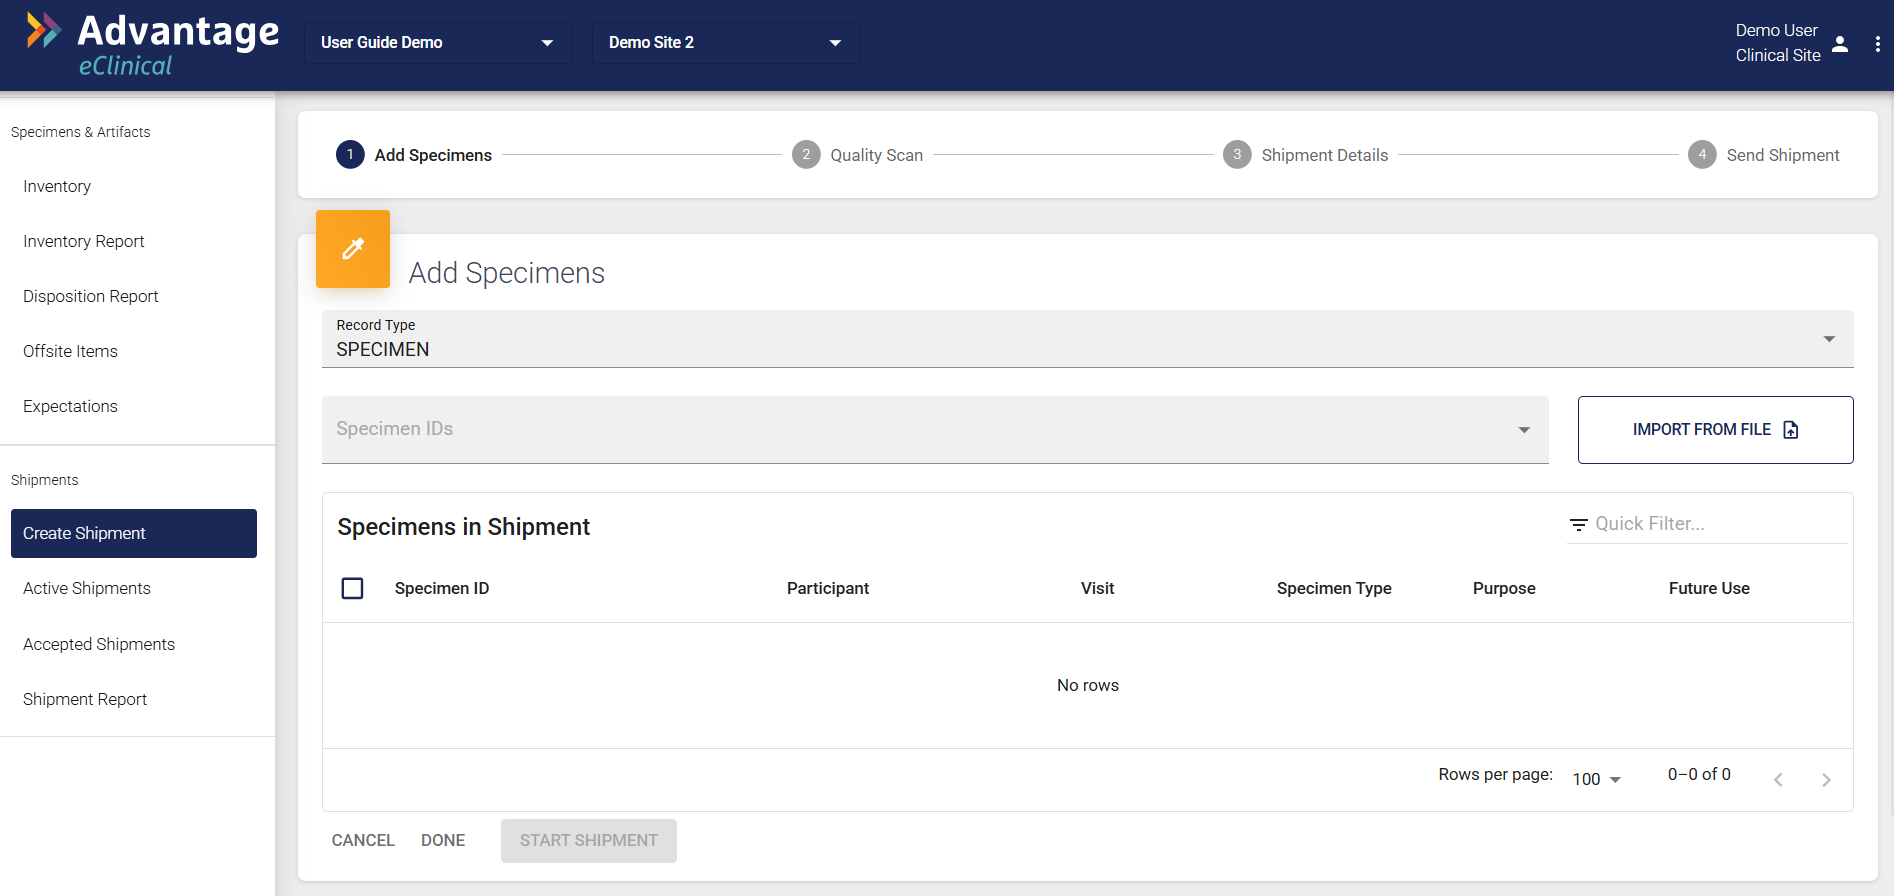 Advantage
eClinical
User Guide Demo
Demo Site 2
Demo User
Clinical Site
Specimens & Artifacts
Inventory
Inventory Report
Disposition Report
Offsite Items
Expectations
Shipments
Create Shipment
Active Shipments
Accepted Shipments
Shipment Report
1 Add Specimens
2 Quality Scan
3 Shipment Details
4 Send Shipment
Add Specimens
Record Type
SPECIMEN
Specimen IDs
IMPORT FROM FILE
Specimens in Shipment
Quick Filter...
Specimen ID Participant Visit Specimen Type Purpose Future Use
No rows
Rows per page: 100 0–0 of 0
CANCEL DONE START SHIPMENT